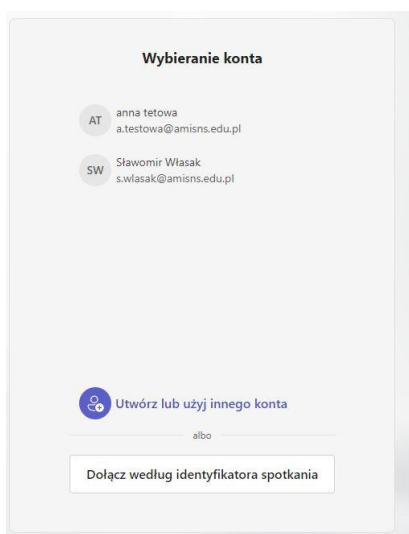 Wybieranie konta
AT
anna tetowa
a.testowa@amisns.edu.pl
SW
Sławomir Własak
s.wlasak@amisns.edu.pl
Utwórz lub użyj innego konta
albo
Dołącz według identyfikatora spotkania